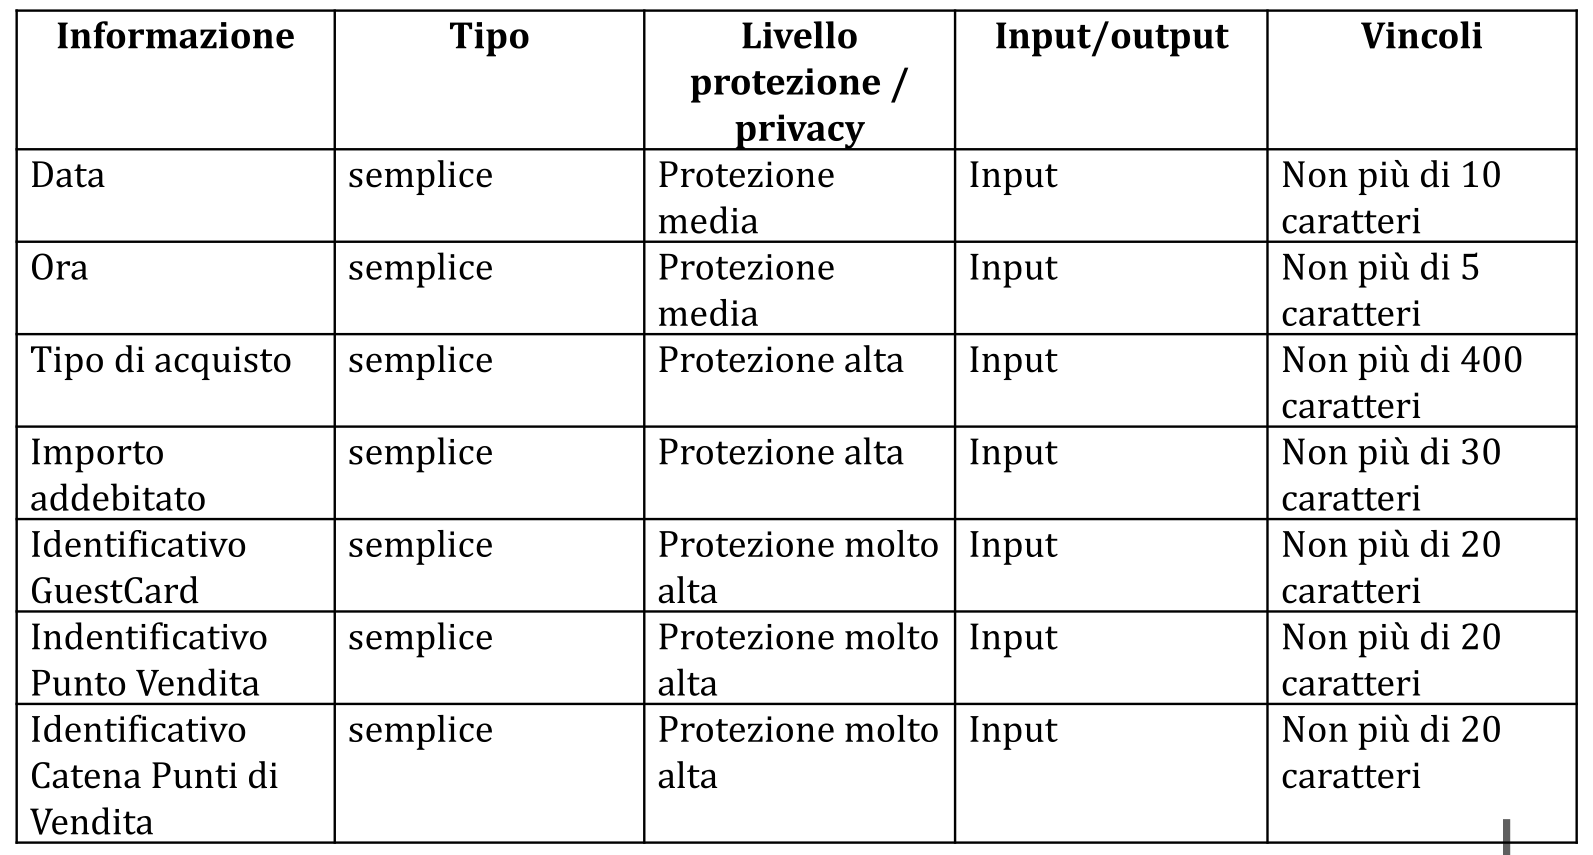 Informazione Tipo Livello protezione / privacy Input/output Vincoli
Data semplice Protezione media Input Non più di 10 caratteri
Ora semplice Protezione media Input Non più di 5 caratteri
Tipo di acquisto semplice Protezione alta Input Non più di 400 caratteri
Importo addebitato semplice Protezione alta Input Non più di 30 caratteri
Identificativo GuestCard semplice Protezione molto alta Input Non più di 20 caratteri
Indentificativo Punto Vendita semplice Protezione molto alta Input Non più di 20 caratteri
Identificativo Catena Punti di Vendita semplice Protezione molto alta Input Non più di 20 caratteri